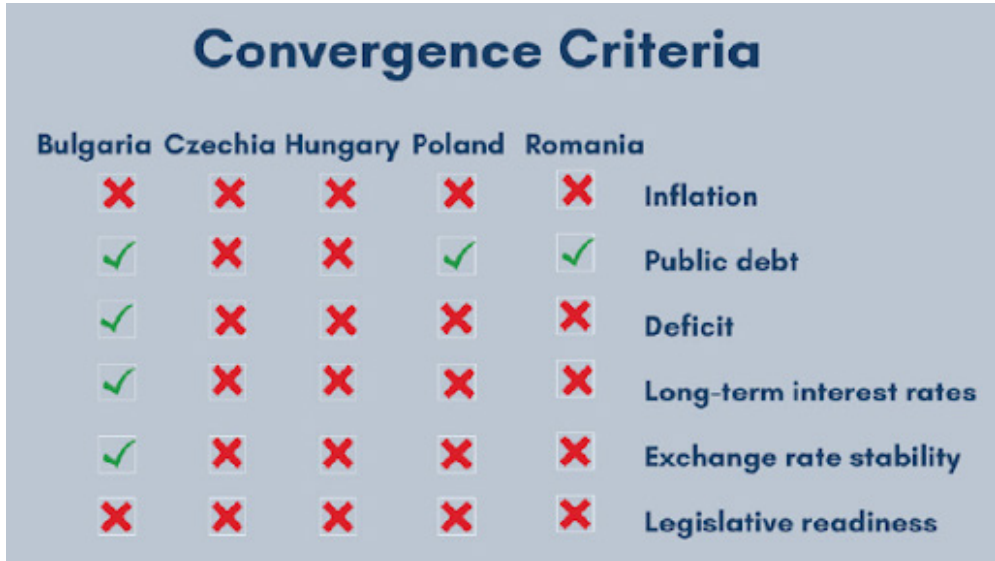 Convergence Criteria
Bulgaria Czechia Hungary Poland Romania
Inflation
Public debt
Deficit
Long-term interest rates
Exchange rate stability
Legislative readiness